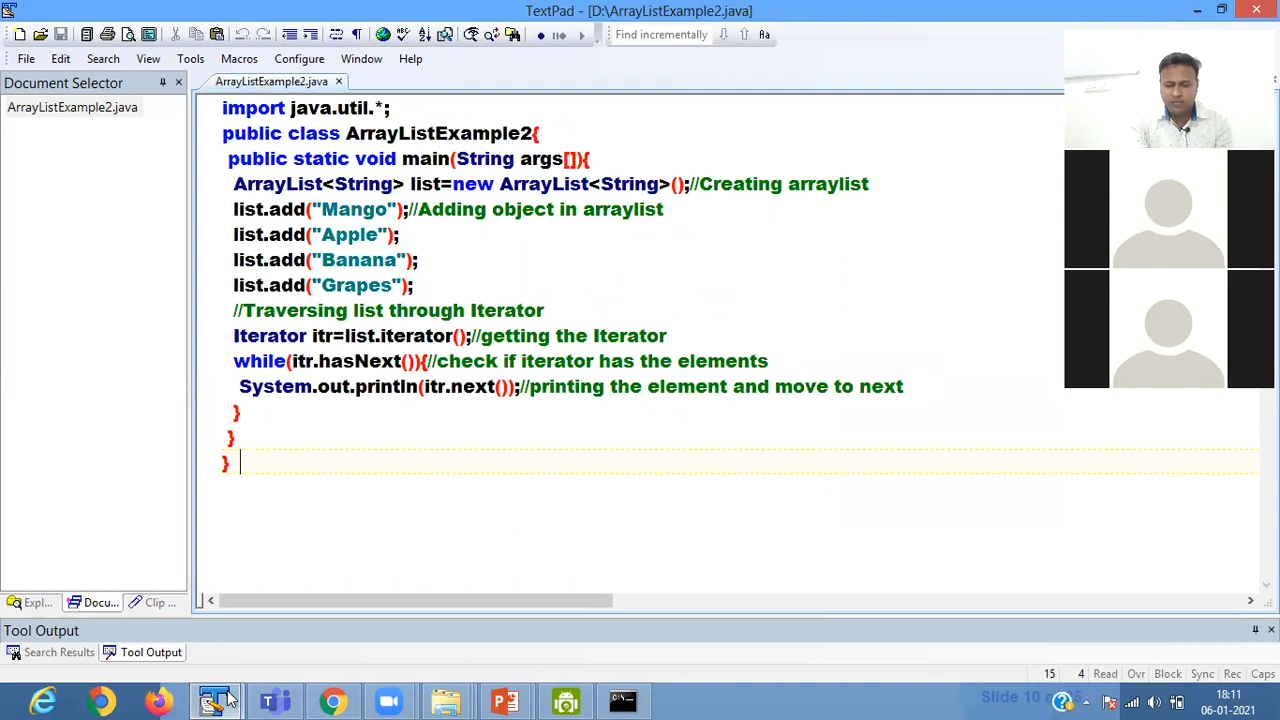 TextPad - [D:\ArrayListExample2.java]
Find incrementally
File Edit Search View Tools Macros Configure Window Help
Document Selector
ArrayListExample2.java
ArrayListExample2.java
import java.util.*;
public class ArrayListExample2{
public static void main(String args[]){
ArrayList<String> list=new ArrayList<String>();//Creating arraylist
list.add("Mango");//Adding object in arraylist
list.add("Apple");
list.add("Banana");
list.add("Grapes");
//Traversing list through Iterator
Iterator itr=list.iterator();//getting the Iterator
while(itr.hasNext()){//check if iterator has the elements
System.out.println(itr.next());//printing the element and move to next
}
}
}
Expl... Docu... Clip ...
Tool Output
Search Results Tool Output
15 4 Read Ovr Block Sync Rec Caps
Slide 10 of
18:11
06-01-2021